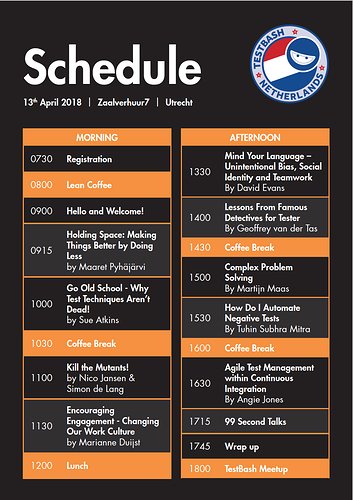 Schedule
13th April 2018 | Zaalverhuur7 | Utrecht
TESTBASH
NETHERLANDS
MORNING
0730 Registration
0800 Lean Coffee
0900 Hello and Welcome!
0915 Holding Space: Making
Things Better by Doing
Less
by Maaret Pyhäjärvi
1000 Go Old School - Why
Test Techniques Aren't
Dead!
by Sue Atkins
1030 Coffee Break
1100 Kill the Mutants!
by Nico Jansen &
Simon de Lang
1130 Encouraging
Engagement - Changing
Our Work Culture
by Marianne Duijst
1200 Lunch
AFTERNOON
1330 Mind Your Language –
Unintentional Bias, Social
Identity and Teamwork
By David Evans
1400 Lessons From Famous
Detectives for Tester
By Geoffrey van der Tas
1430 Coffee Break
1500 Complex Problem
Solving
By Martijn Maas
1530 How Do I Automate
Negative Tests
By Tuhin Subhra Mitra
1600 Coffee Break
1630 Agile Test Management
within Continuous
Integration
By Angie Jones
1715 99 Second Talks
1745 Wrap up
1800 TestBash Meetup